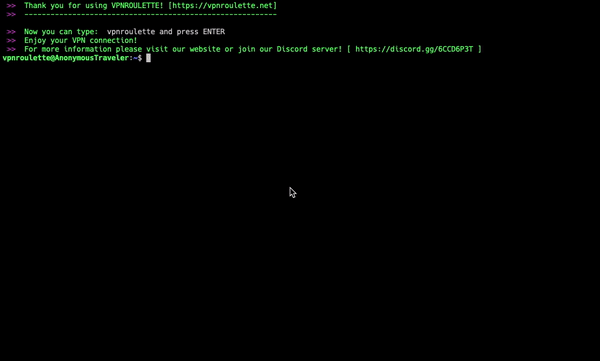 >> Thank you for using VPNROULETTE! [https://vpnroulette.net]
>> ----------------------------------------------------------
>> Now you can type: vpnroulette and press ENTER
>> Enjoy your VPN connection!
>> For more information please visit our website or join our Discord server! [ https://discord.gg/6CCD6P3T ]
vpnroulette@AnonymousTraveler:~$